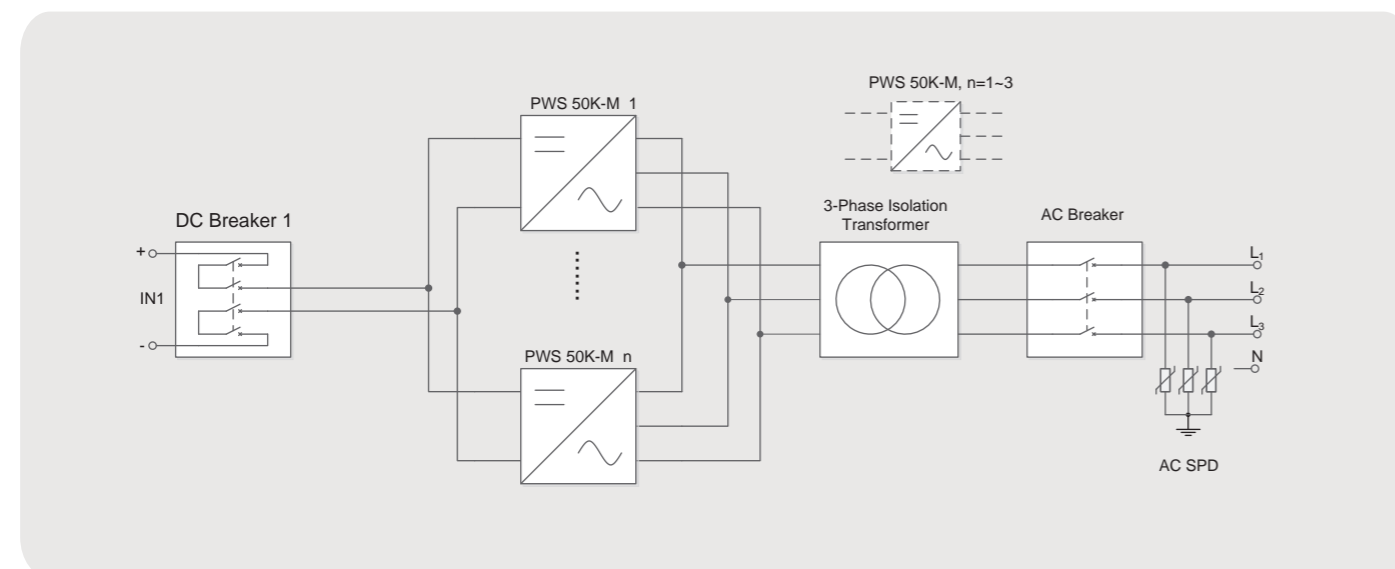 PWS 50K-M, n=1~3
PWS 50K-M 1
3-Phase Isolation
Transformer
AC Breaker
DC Breaker 1
+
IN1
-
L₁
L₂
L₃
N
PWS 50K-M n
AC SPD